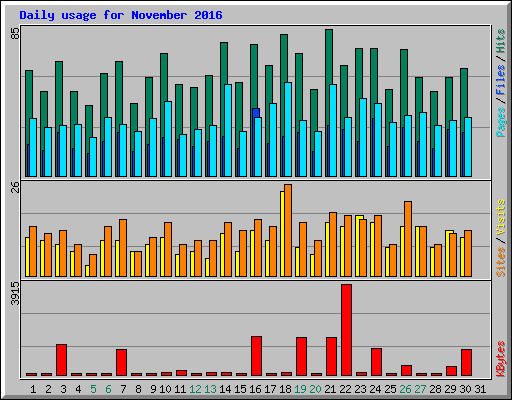 Daily usage for November 2016
85
Pages / Files / Hits
26
Sites / Visits
3915
KBytes
1 2 3 4 5 6 7 8 9 10 11 12 13 14 15 16 17 18 19 20 21 22 23 24 25 26 27 28 29 30 31